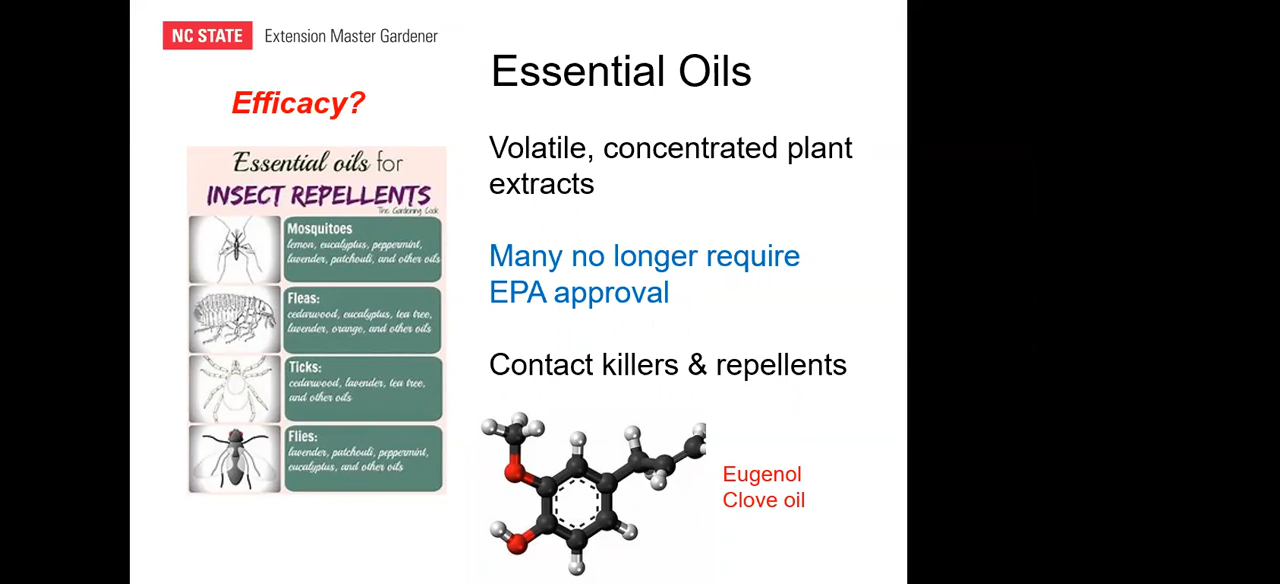 NC STATE Extension Master Gardener
Essential Oils
Efficacy?
Essential oils for
INSECT REPELLENTS
The Gardening Cook
Mosquitoes
lemon, eucalyptus, peppermint,
lavender, patchouli, and other oils
Fleas:
cedarwood, eucalyptus, tea tree,
lavender, orange, and other oils
Ticks:
cedarwood, lavender, tea tree,
and other oils
Flies:
lavender, patchouli, peppermint,
eucalyptus, and other oils
Volatile, concentrated plant
extracts
Many no longer require
EPA approval
Contact killers & repellents
Eugenol
Clove oil